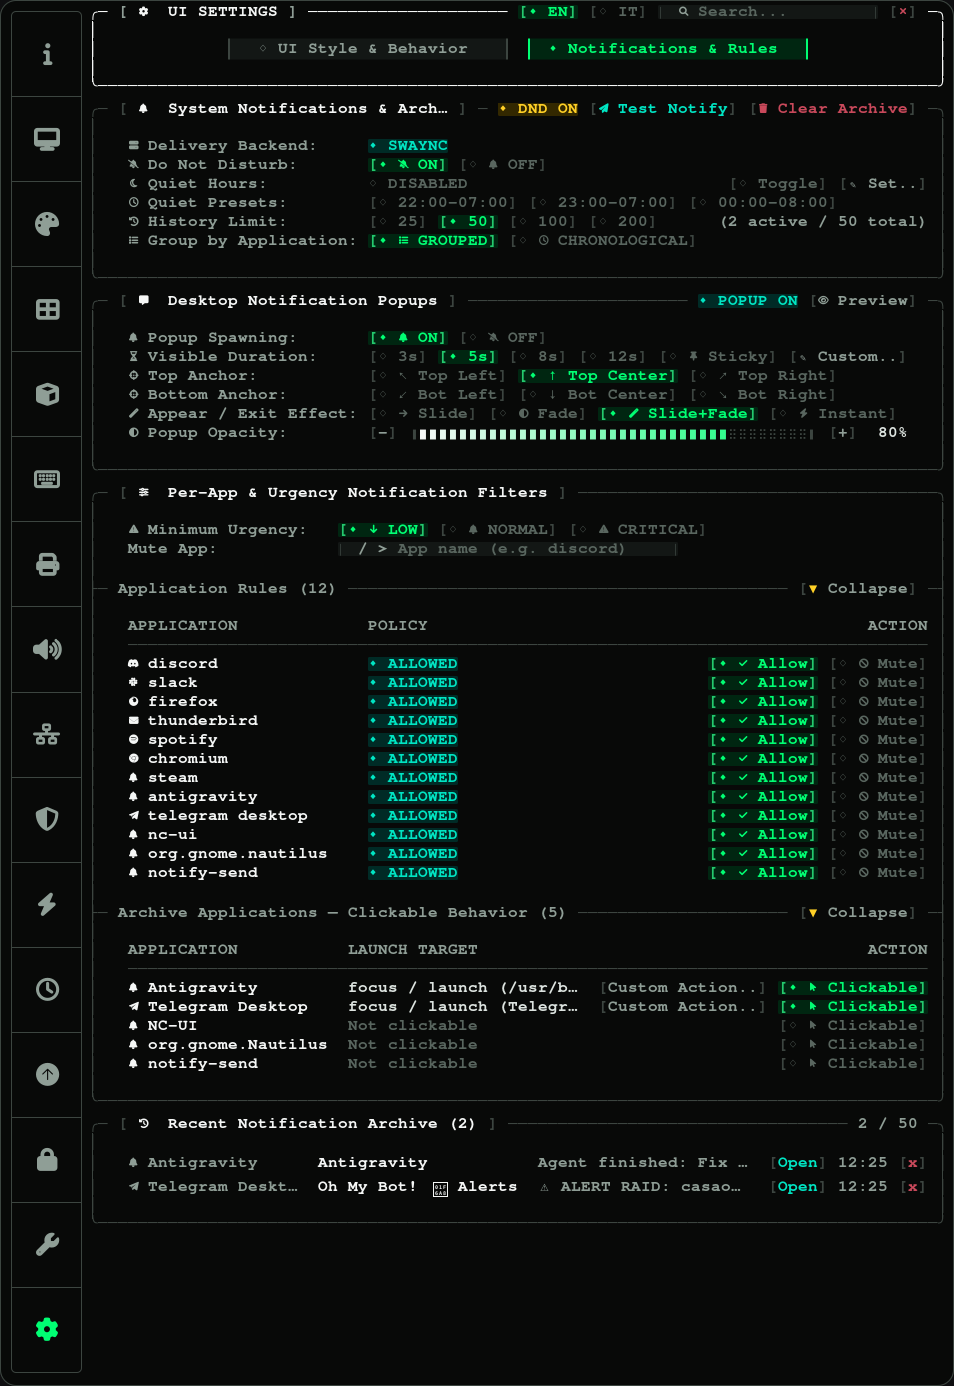 [ UI SETTINGS ] [♦ EN] [◇ IT] Search... [×]
◇ UI Style & Behavior ♦ Notifications & Rules
[ System Notifications & Arch… ] ♦ DND ON [Test Notify] [Clear Archive]
Delivery Backend: ♦ SWAYNC
Do Not Disturb: [♦ ON] [◇ OFF]
Quiet Hours: ◇ DISABLED [◇ Toggle] [✎ Set..]
Quiet Presets: [◇ 22:00-07:00] [◇ 23:00-07:00] [◇ 00:00-08:00]
History Limit: [◇ 25] [♦ 50] [◇ 100] [◇ 200] (2 active / 50 total)
Group by Application: [♦ GROUPED] [◇ CHRONOLOGICAL]
[ Desktop Notification Popups ] ♦ POPUP ON [Preview]
Popup Spawning: [♦ ON] [◇ OFF]
Visible Duration: [◇ 3s] [♦ 5s] [◇ 8s] [◇ 12s] [◇ Sticky] [✎ Custom..]
Top Anchor: [◇ ↖ Top Left] [♦ ↑ Top Center] [◇ ↗ Top Right]
Bottom Anchor: [◇ ↙ Bot Left] [◇ ↓ Bot Center] [◇ ↘ Bot Right]
Appear / Exit Effect: [◇ → Slide] [◇ Fade] [♦ Slide+Fade] [◇ Instant]
Popup Opacity: [−] [+] 80%
[ Per-App & Urgency Notification Filters ]
Minimum Urgency: [♦ ↓ LOW] [◇ NORMAL] [◇ CRITICAL]
Mute App: / > App name (e.g. discord)
Application Rules (12) [▼ Collapse]
APPLICATION POLICY ACTION
discord ♦ ALLOWED [♦ ✓ Allow] [◇ Mute]
slack ♦ ALLOWED [♦ ✓ Allow] [◇ Mute]
firefox ♦ ALLOWED [♦ ✓ Allow] [◇ Mute]
thunderbird ♦ ALLOWED [♦ ✓ Allow] [◇ Mute]
spotify ♦ ALLOWED [♦ ✓ Allow] [◇ Mute]
chromium ♦ ALLOWED [♦ ✓ Allow] [◇ Mute]
steam ♦ ALLOWED [♦ ✓ Allow] [◇ Mute]
antigravity ♦ ALLOWED [♦ ✓ Allow] [◇ Mute]
telegram desktop ♦ ALLOWED [♦ ✓ Allow] [◇ Mute]
nc-ui ♦ ALLOWED [♦ ✓ Allow] [◇ Mute]
org.gnome.nautilus ♦ ALLOWED [♦ ✓ Allow] [◇ Mute]
notify-send ♦ ALLOWED [♦ ✓ Allow] [◇ Mute]
Archive Applications — Clickable Behavior (5) [▼ Collapse]
APPLICATION LAUNCH TARGET ACTION
Antigravity focus / launch (/usr/b… [Custom Action..] [♦ Clickable]
Telegram Desktop focus / launch (Telegr… [Custom Action..] [♦ Clickable]
NC-UI Not clickable [◇ Clickable]
org.gnome.Nautilus Not clickable [◇ Clickable]
notify-send Not clickable [◇ Clickable]
[ Recent Notification Archive (2) ] 2 / 50
Antigravity Antigravity Agent finished: Fix … [Open] 12:25 [x]
Telegram Deskt… Oh My Bot! 01F6A8 Alerts ⚠ ALERT RAID: casao… [Open] 12:25 [x]